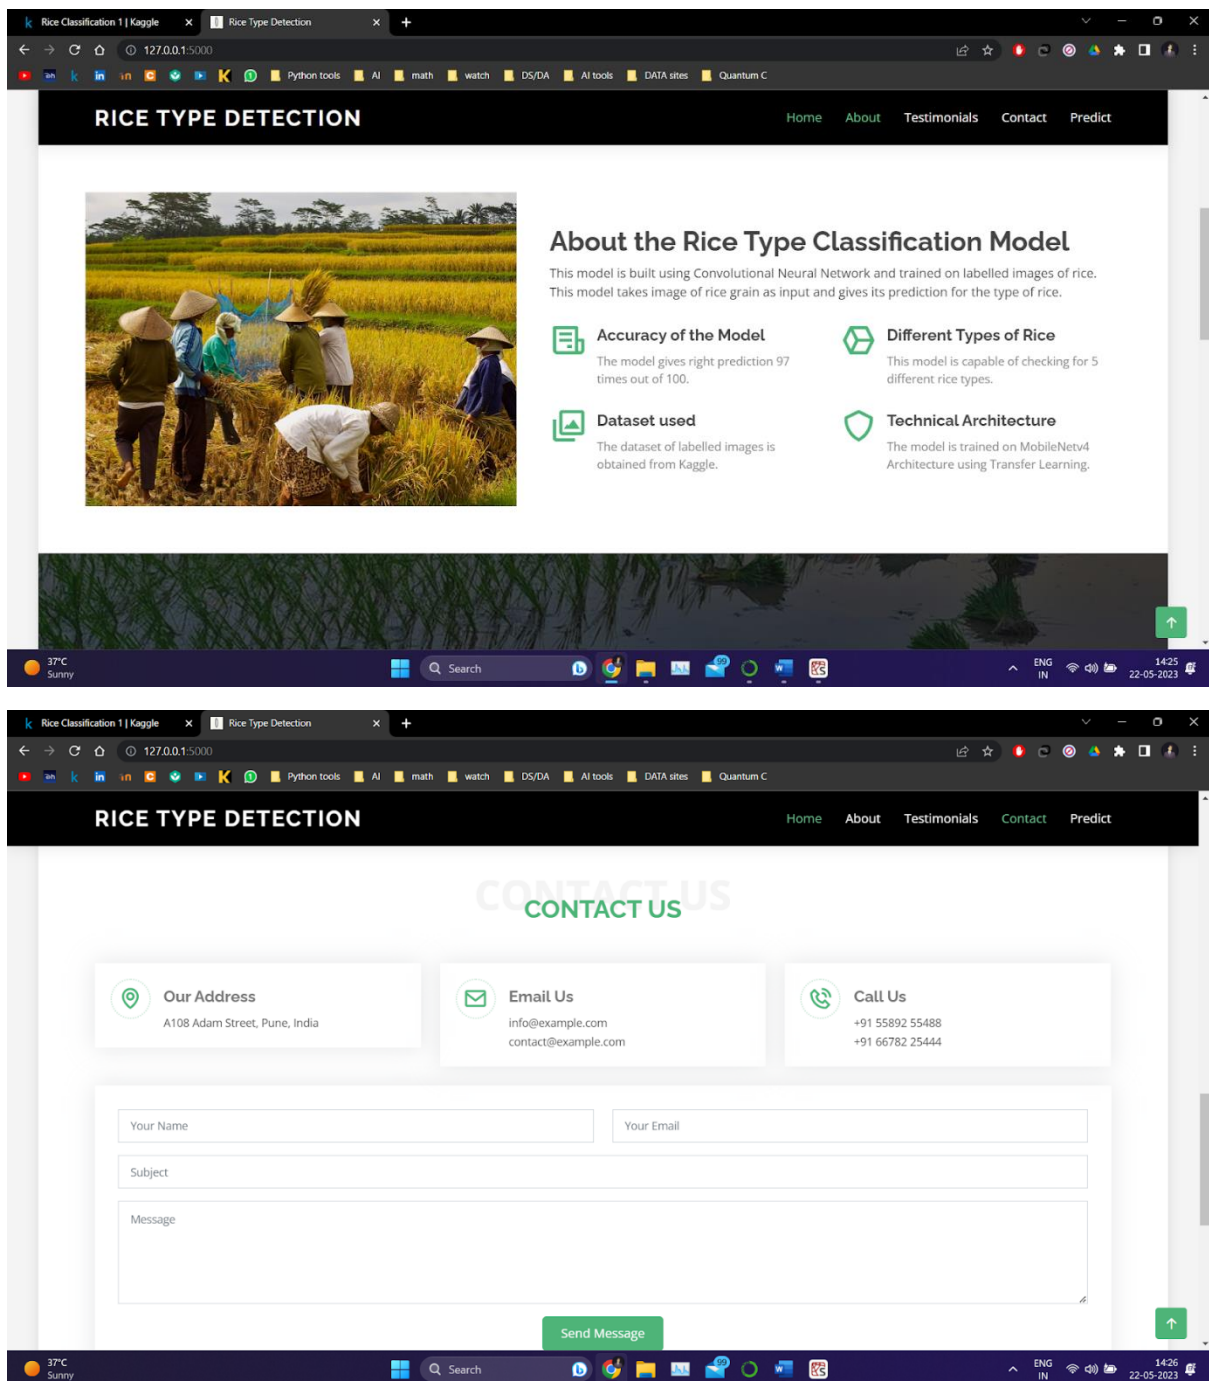 Rice Classification 1 | Kaggle
Rice Type Detection
127.0.0.1:5000
Python tools
AI
math
watch
DS/DA
AI tools
DATA sites
Quantum C
RICE TYPE DETECTION
Home About Testimonials Contact Predict
About the Rice Type Classification Model
This model is built using Convolutional Neural Network and trained on labelled images of rice.
This model takes image of rice grain as input and gives its prediction for the type of rice.
Accuracy of the Model
The model gives right prediction 97
times out of 100.
Different Types of Rice
This model is capable of checking for 5
different rice types.
Dataset used
The dataset of labelled images is
obtained from Kaggle.
Technical Architecture
The model is trained on MobileNetv4
Architecture using Transfer Learning.
37°C
Sunny
Search
99
ENG
IN
14:25
22-05-2023
Rice Classification 1 | Kaggle
Rice Type Detection
127.0.0.1:5000
Python tools
AI
math
watch
DS/DA
AI tools
DATA sites
Quantum C
RICE TYPE DETECTION
Home About Testimonials Contact Predict
CONTACT US
CONTACT US
Our Address
A108 Adam Street, Pune, India
Email Us
info@example.com
contact@example.com
Call Us
+91 55892 55488
+91 66782 25444
Your Name
Your Email
Subject
Message
Send Message
37°C
Sunny
Search
99
ENG
IN
14:26
22-05-2023